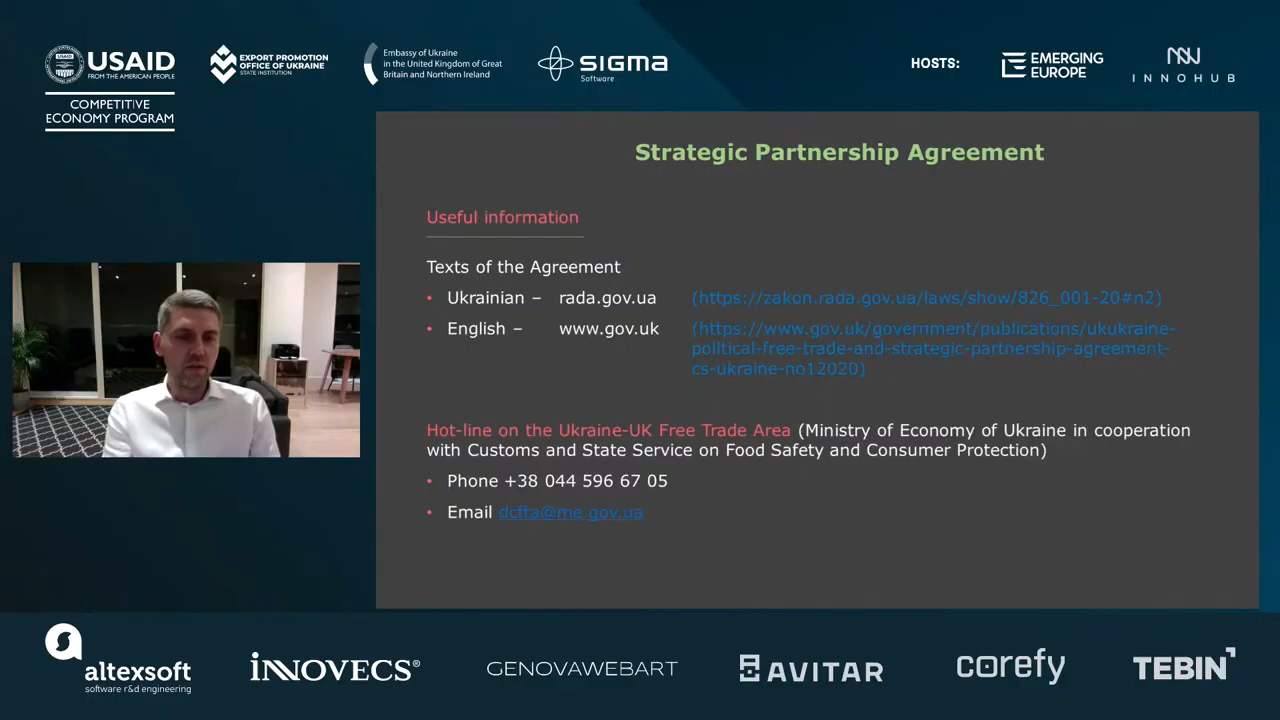 USAID
FROM THE AMERICAN PEOPLE
COMPETITIVE
ECONOMY PROGRAM
EXPORT PROMOTION
OFFICE OF UKRAINE
STATE INSTITUTION
Embassy of Ukraine
in the United Kingdom of Great
Britain and Northern Ireland
SIGMA
Software
HOSTS:
EMERGING
EUROPE
INNOHUB
Strategic Partnership Agreement
Useful information
Texts of the Agreement
• Ukrainian – rada.gov.ua (https://zakon.rada.gov.ua/laws/show/826_001-20#n2)
• English – www.gov.uk (https://www.gov.uk/government/publications/ukukraine-
political-free-trade-and-strategic-partnership-agreement-
cs-ukraine-no12020)
Hot-line on the Ukraine-UK Free Trade Area (Ministry of Economy of Ukraine in cooperation
with Customs and State Service on Food Safety and Consumer Protection)
• Phone +38 044 596 67 05
• Email dcfta@me.gov.ua
altexsoft
software r&d engineering
INNOVECS®
GENOVAWEBART
AVITAR
corefy
TEBIN